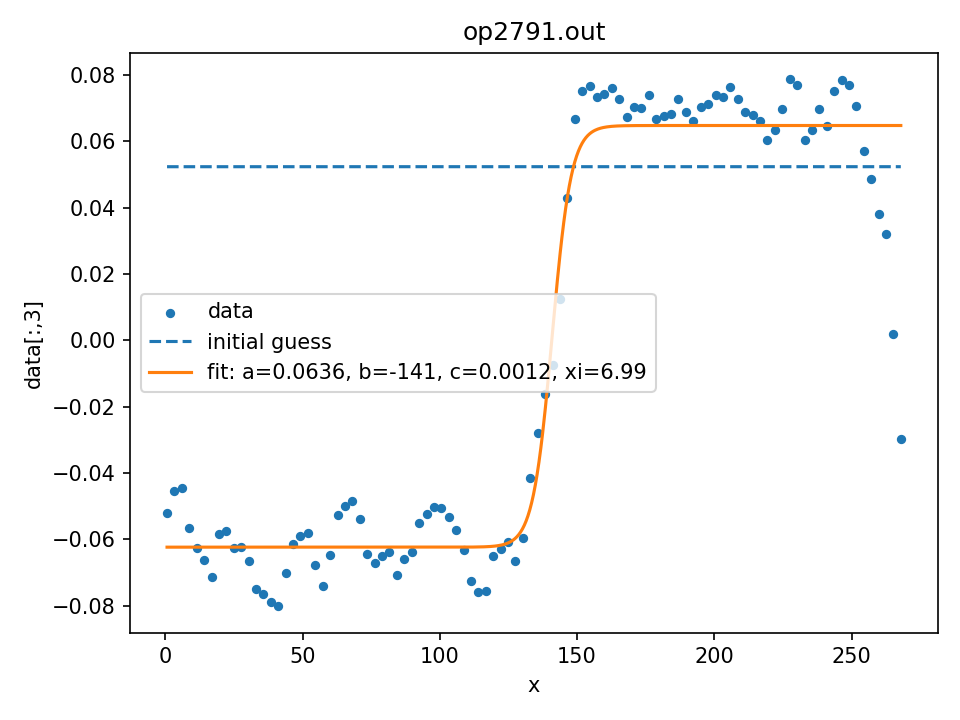 op2791.out
0.08
0.06
0.04
0.02
0.00
−0.02
−0.04
−0.06
−0.08
data[:,3]
data
initial guess
fit: a=0.0636, b=-141, c=0.0012, xi=6.99
0 50 100 150 200 250
x